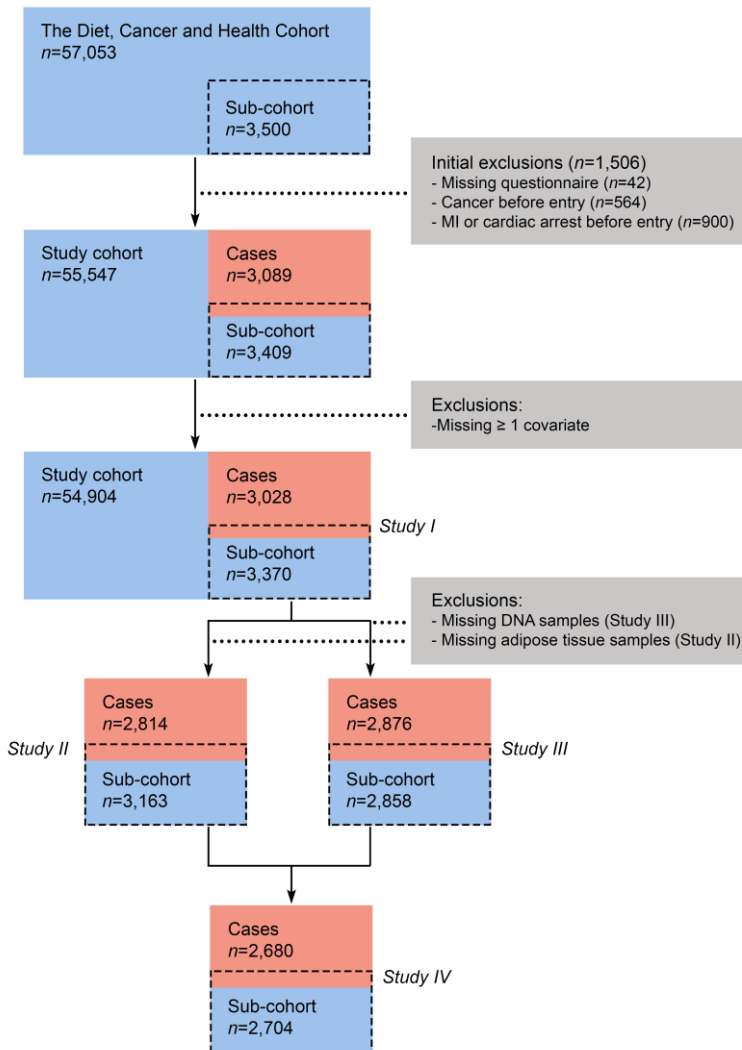 The Diet, Cancer and Health Cohort
n=57,053
Sub-cohort
n=3,500
Initial exclusions (n=1,506)
- Missing questionnaire (n=42)
- Cancer before entry (n=564)
- MI or cardiac arrest before entry (n=900)
Study cohort
n=55,547
Cases
n=3,089
Sub-cohort
n=3,409
Exclusions:
-Missing ≥ 1 covariate
Study cohort
n=54,904
Cases
n=3,028
Study I
Sub-cohort
n=3,370
Exclusions:
- Missing DNA samples (Study III)
- Missing adipose tissue samples (Study II)
Cases
n=2,814
Study II
Sub-cohort
n=3,163
Cases
n=2,876
Study III
Sub-cohort
n=2,858
Cases
n=2,680
Study IV
Sub-cohort
n=2,704